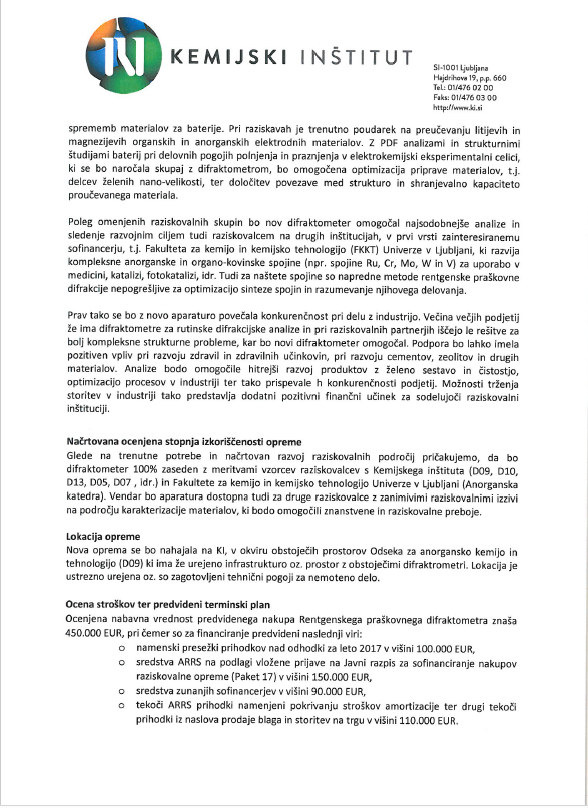 KEMIJSKI INŠTITUT
SI-1001 Ljubljana
Hajdrihova 19, p.p. 660
Tel.: 01/476 02 00
Faks: 01/476 03 00
http://www.ki.si
sprememb materialov za baterije. Pri raziskavah je trenutno poudarek na preučevanju litijevih in
magnezijevih organskih in anorganskih elektrodnih materialov. Z PDF analizami in strukturnimi
študijami baterij pri delovnih pogojih polnjenja in praznjenja v elektrokemijski eksperimentalni celici,
ki se bo naročala skupaj z difraktometrom, bo omogočena optimizacija priprave materialov, t.j.
delcev želenih nano-velikosti, ter določitev povezave med strukturo in shranjevalno kapaciteto
proučevanega materiala.
Poleg omenjenih raziskovalnih skupin bo nov difraktometer omogočal najsodobnejše analize in
sledenje razvojnim ciljem tudi raziskovalcem na drugih institucijah, v prvi vrsti zainteresiranemu
sofinancerju, t.j. Fakulteta za kemijo in kemijsko tehnologijo (FKKT) Univerze v Ljubljani, ki razvija
kompleksne anorganske in organo-kovinske spojine (npr. spojine Ru, Cr, Mo, W in V) za uporabo v
medicini, katalizi, fotokatalizi, idr. Tudi za naštete spojine so napredne metode rentgenske praškovne
difrakcije nepogrešljive za optimizacijo sinteze spojin in razumevanje njihovega delovanja.
Prav tako se bo z novo aparaturo povečala konkurenčnost pri delu z industrijo. Večina večjih podjetij
že ima difraktometre za rutinske difrakcijske analize in pri raziskovalnih partnerjih iščejo le rešitve za
bolj kompleksne strukturne probleme, kar bo novi difraktometer omogočal. Podpora bo lahko imela
pozitiven vpliv pri razvoju zdravil in zdravilnih učinkovin, pri razvoju cementov, zeolitov in drugih
materialov. Analize bodo omogočile hitrejši razvoj produktov z želeno sestavo in čistostjo,
optimizacijo procesov v industriji ter tako prispevale h konkurenčnosti podjetij. Možnosti trženja
storitev v industriji tako predstavlja dodatni pozitivni finančni učinek za sodelujoči raziskovalni
instituciji.
Načrtovana ocenjena stopnja izkoriščenosti opreme
Glede na trenutne potrebe in načrtovan razvoj raziskovalnih področij pričakujemo, da bo
difraktometer 100% zaseden z meritvami vzorcev raziskovalcev s Kemijskega inštituta (D09, D10,
D13, D05, D07 , idr.) in Fakultete za kemijo in kemijsko tehnologijo Univerze v Ljubljani (Anorganska
katedra). Vendar bo aparatura dostopna tudi za druge raziskovalce z zanimivimi raziskovalnimi izzivi
na področju karakterizacije materialov, ki bodo omogočili znanstvene in raziskovalne preboje.
Lokacija opreme
Nova oprema se bo nahajala na KI, v okviru obstoječih prostorov Odseka za anorgansko kemijo in
tehnologijo (D09) ki ima že urejeno infrastrukturo oz. prostor z obstoječimi difraktrometri. Lokacija je
ustrezno urejena oz. so zagotovljeni tehnični pogoji za nemoteno delo.
Ocena stroškov ter predvideni terminski plan
Ocenjena nabavna vrednost predvidenega nakupa Rentgenskega praškovnega difraktometra znaša
450.000 EUR, pri čemer so za financiranje predvideni naslednji viri:
o namenski presežki prihodkov nad odhodki za leto 2017 v višini 100.000 EUR,
o sredstva ARRS na podlagi vložene prijave na Javni razpis za sofinanciranje nakupov
raziskovalne opreme (Paket 17) v višini 150.000 EUR,
o sredstva zunanjih sofinancerjev v višini 90.000 EUR,
o tekoči ARRS prihodki namenjeni pokrivanju stroškov amortizacije ter drugi tekoči
prihodki iz naslova prodaje blaga in storitev na trgu v višini 110.000 EUR.